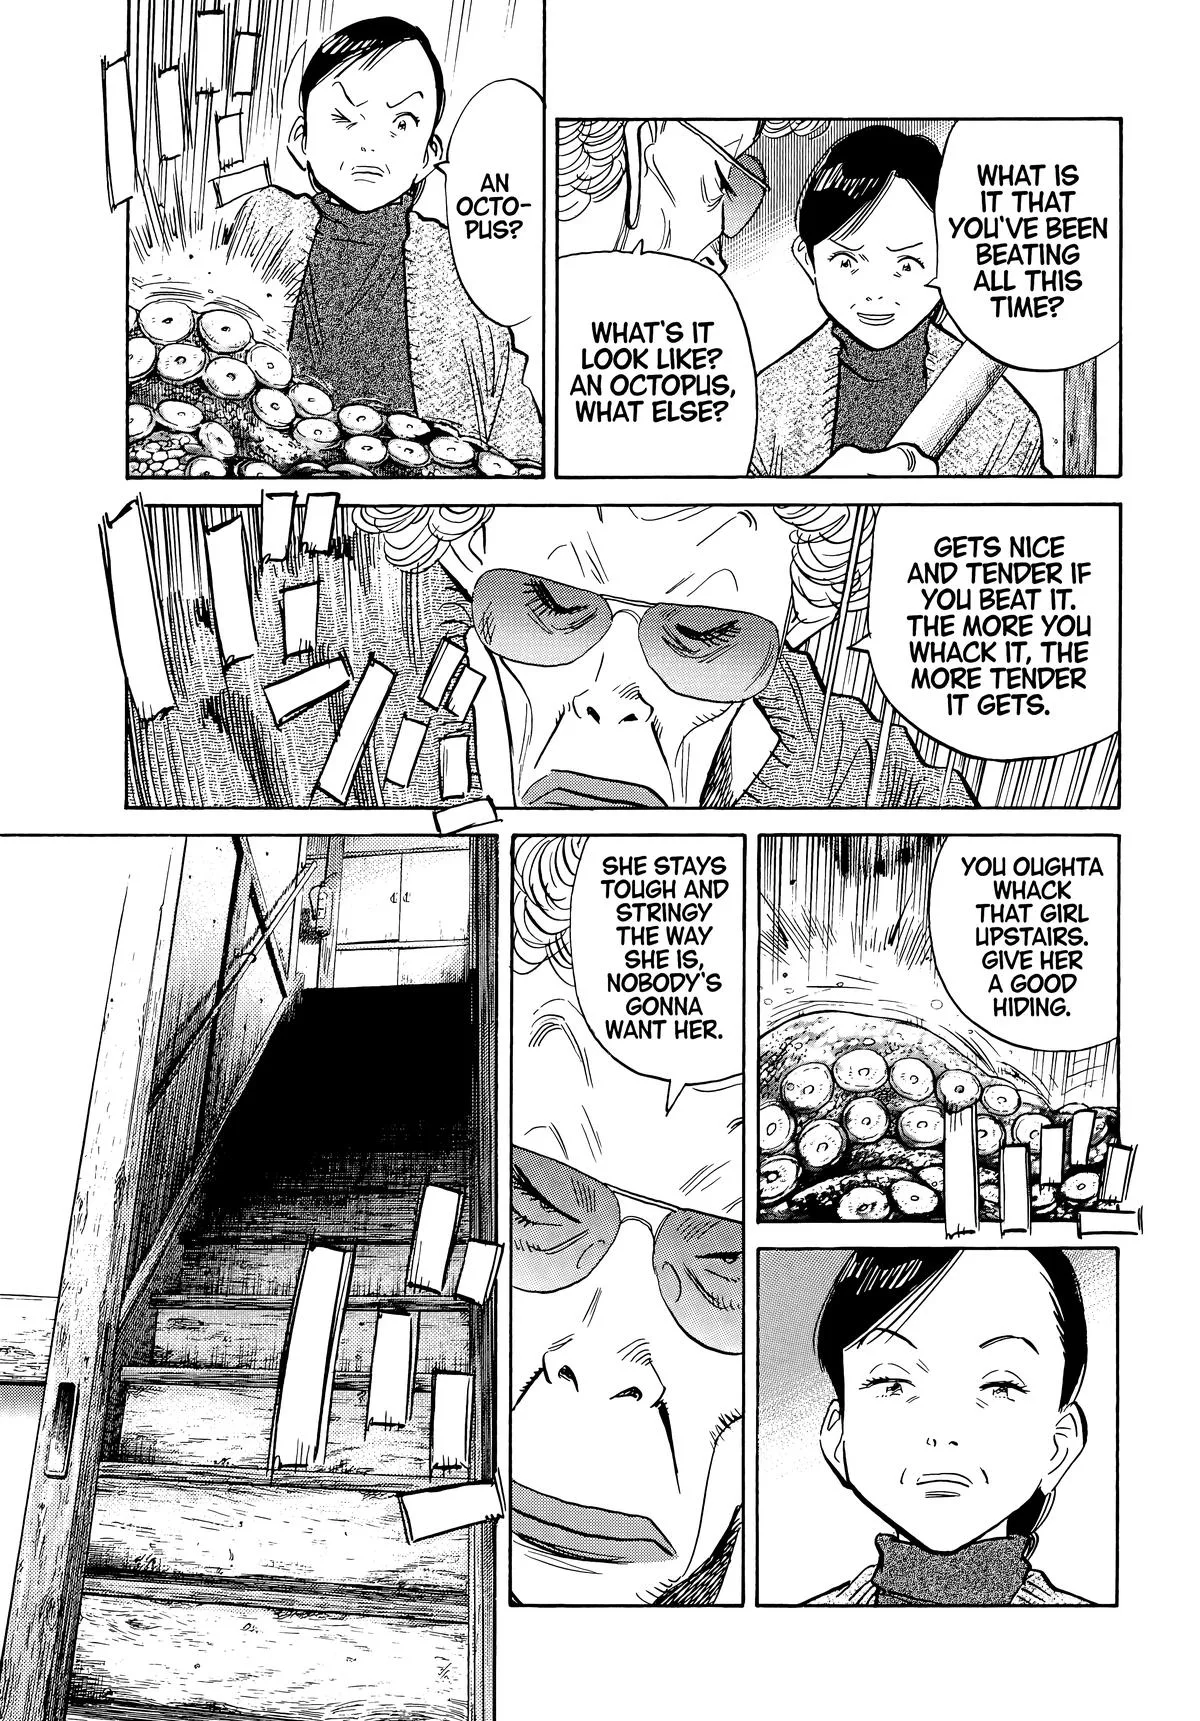 WHAT IS
IT THAT
YOU'VE BEEN
BEATING
ALL THIS
TIME?
WHAT'S IT
LOOK LIKE?
AN OCTOPUS,
WHAT ELSE?
AN
OCTO-
PUS?
GETS NICE
AND TENDER IF
YOU BEAT IT.
THE MORE YOU
WHACK IT, THE
MORE TENDER
IT GETS.
YOU OUGHTA
WHACK
THAT GIRL
UPSTAIRS.
GIVE HER
A GOOD
HIDING.
SHE STAYS
TOUGH AND
STRINGY
THE WAY
SHE IS,
NOBODY'S
GONNA
WANT HER.